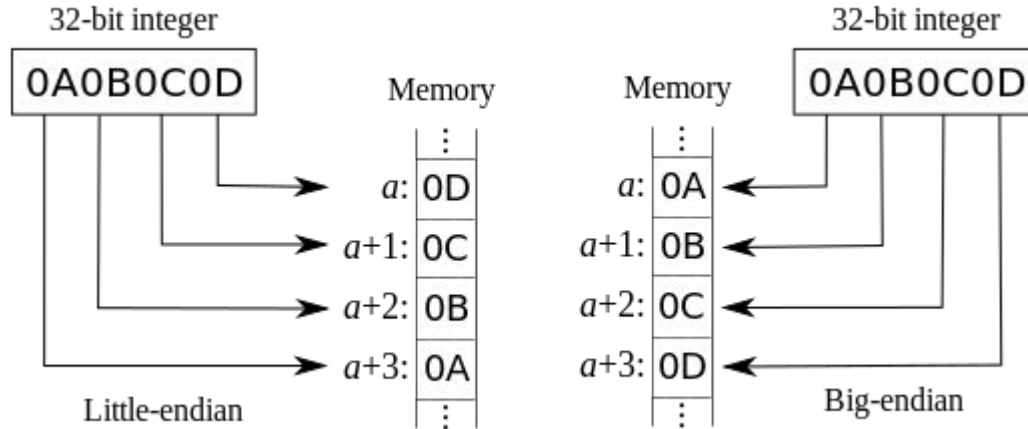 32-bit integer
0A0B0C0D
Memory
⋮
a: 0D
a+1: 0C
a+2: 0B
a+3: 0A
⋮
Little-endian
32-bit integer
0A0B0C0D
Memory
⋮
a: 0A
a+1: 0B
a+2: 0C
a+3: 0D
⋮
Big-endian